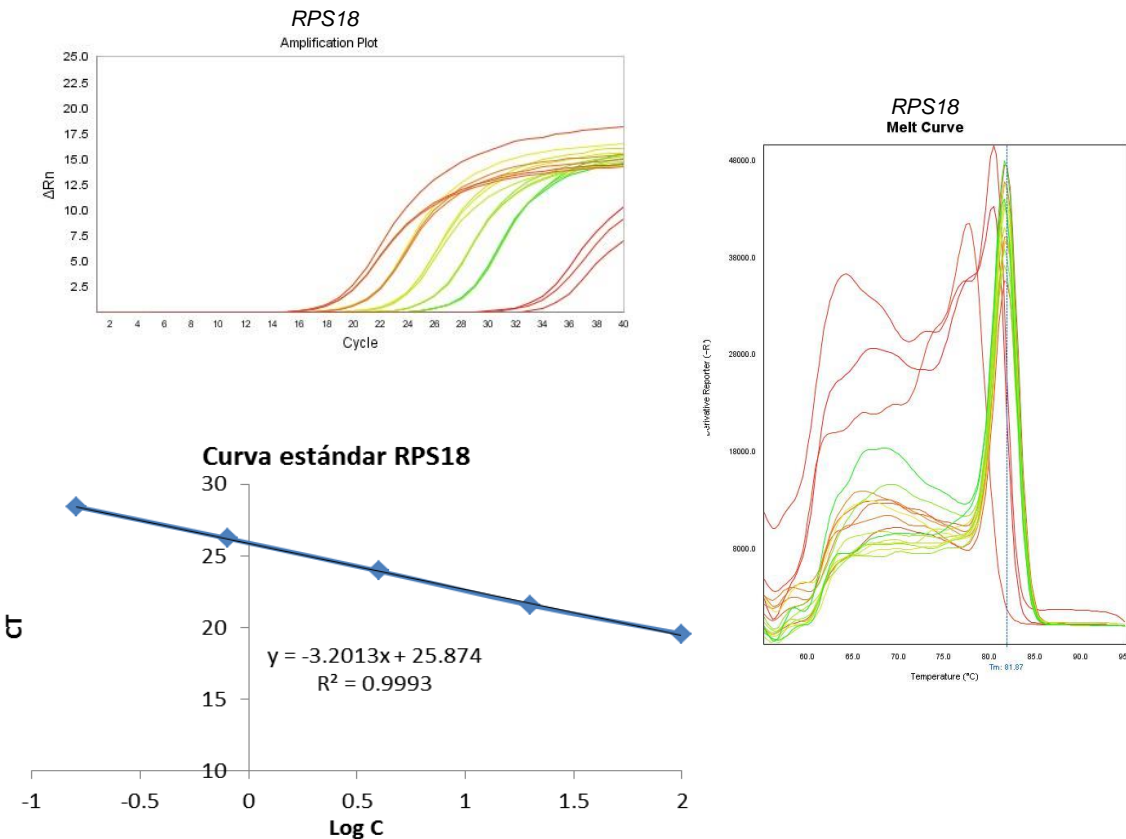 RPS18
Amplification Plot
25.0
22.5
20.0
17.5
15.0
12.5
10.0
7.5
5.0
2.5
ΔRn
2 4 6 8 10 12 14 16 18 20 22 24 26 28 30 32 34 36 38 40
Cycle
RPS18
Melt Curve
48000.0
38000.0
28000.0
18000.0
8000.0
Reporter (-R')
60.0 65.0 70.0 75.0 80.0 85.0 90.0
Tm: 81.87
Temperature (°C)
Curva estándar RPS18
30
25
20
15
10
CT
y = -3.2013x + 25.874
R² = 0.9993
-1 -0.5 0 0.5 1 1.5 2
Log C